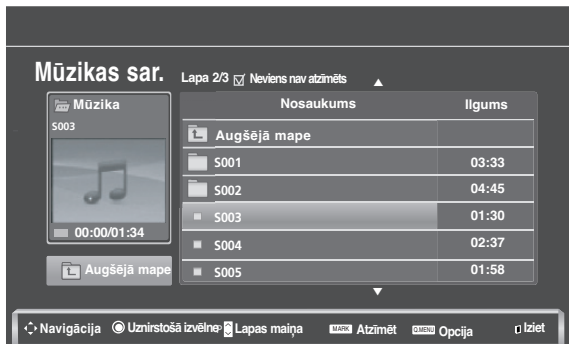 Mūzikas sar. Lapa 2/3 Neviens nav atzīmēts
Mūzika
S003
00:00/01:34
Augšējā mape
Nosaukums Ilgums
Augšējā mape
S001 03:33
S002 04:45
S003 01:30
S004 02:37
S005 01:58
Navigācija Uznirstošā izvēlne Lapas maiņa MARK Atzīmēt Q.MENU Opcija Iziet